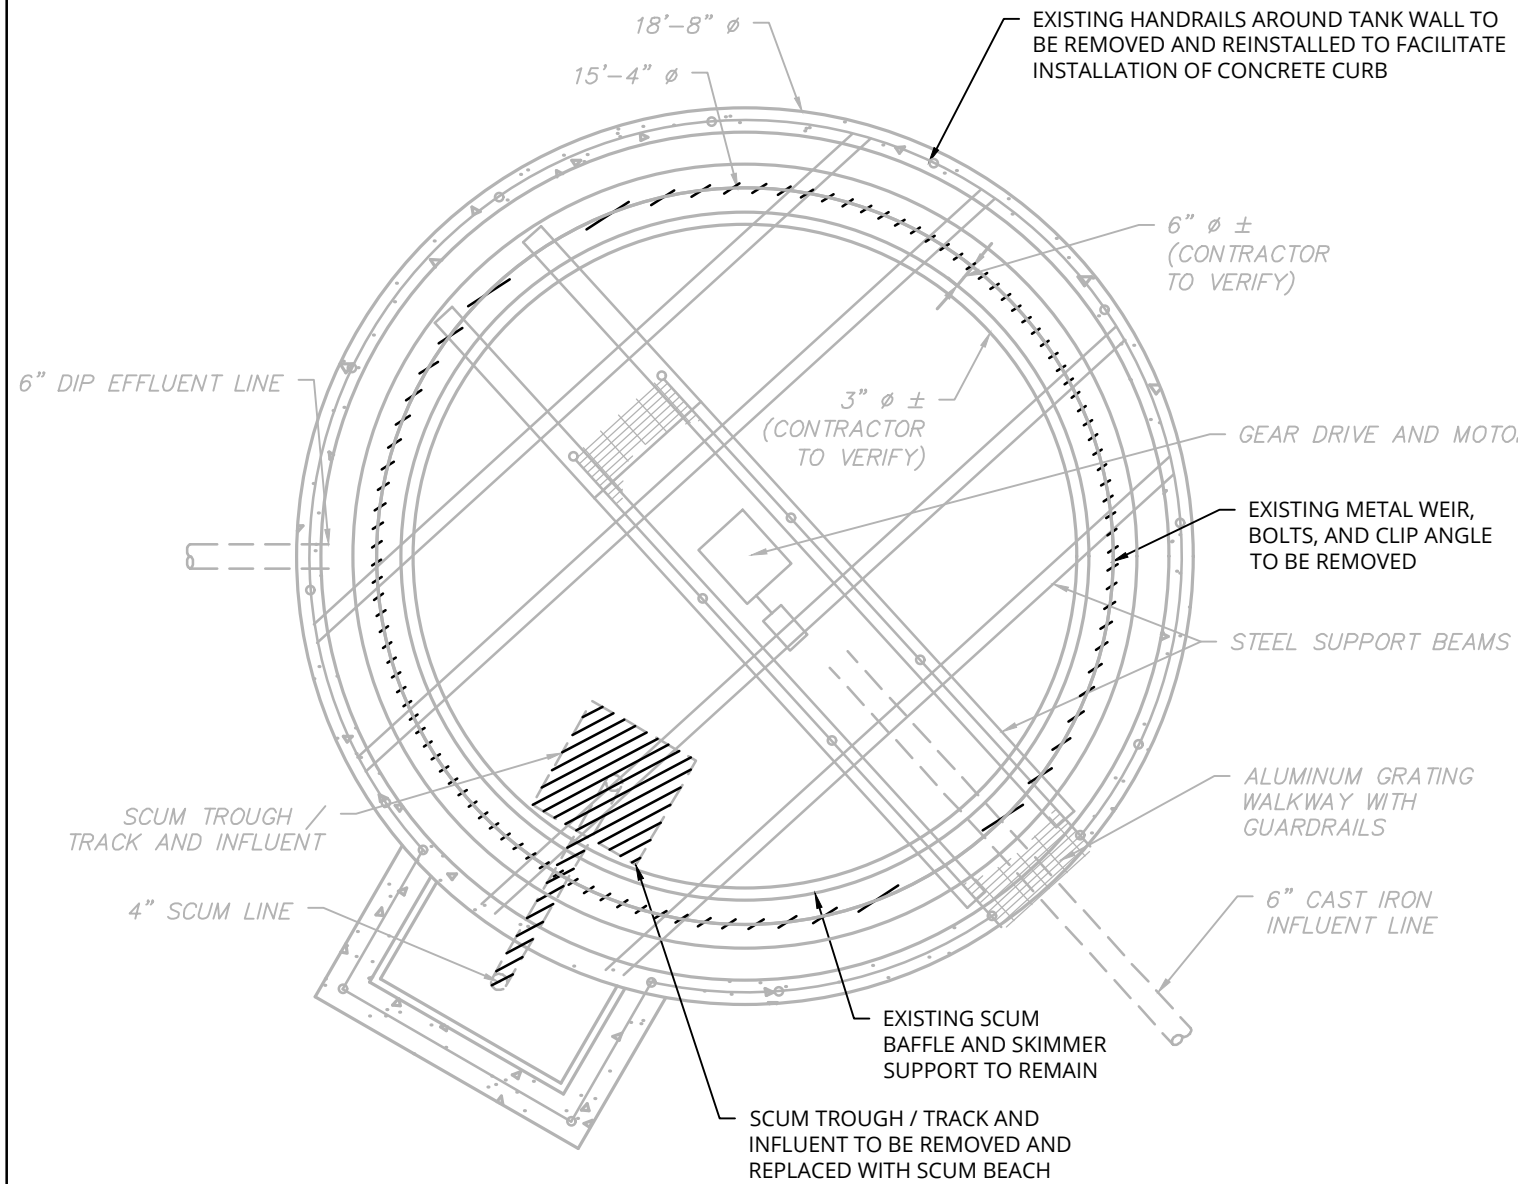 18'-8" ø
15'-4" ø
EXISTING HANDRAILS AROUND TANK WALL TO
BE REMOVED AND REINSTALLED TO FACILITATE
INSTALLATION OF CONCRETE CURB
6" ø ±
(CONTRACTOR
TO VERIFY)
6" DIP EFFLUENT LINE
3" ø ±
(CONTRACTOR
TO VERIFY)
GEAR DRIVE AND
EXISTING METAL WEIR,
BOLTS, AND CLIP ANGLE
TO BE REMOVED
STEEL SUPPORT BEAMS
SCUM TROUGH /
TRACK AND INFLUENT
ALUMINUM GRATING
WALKWAY WITH
GUARDRAILS
4" SCUM LINE
6" CAST IRON
INFLUENT LINE
EXISTING SCUM
BAFFLE AND SKIMMER
SUPPORT TO REMAIN
SCUM TROUGH / TRACK AND
INFLUENT TO BE REMOVED AND
REPLACED WITH SCUM BEACH